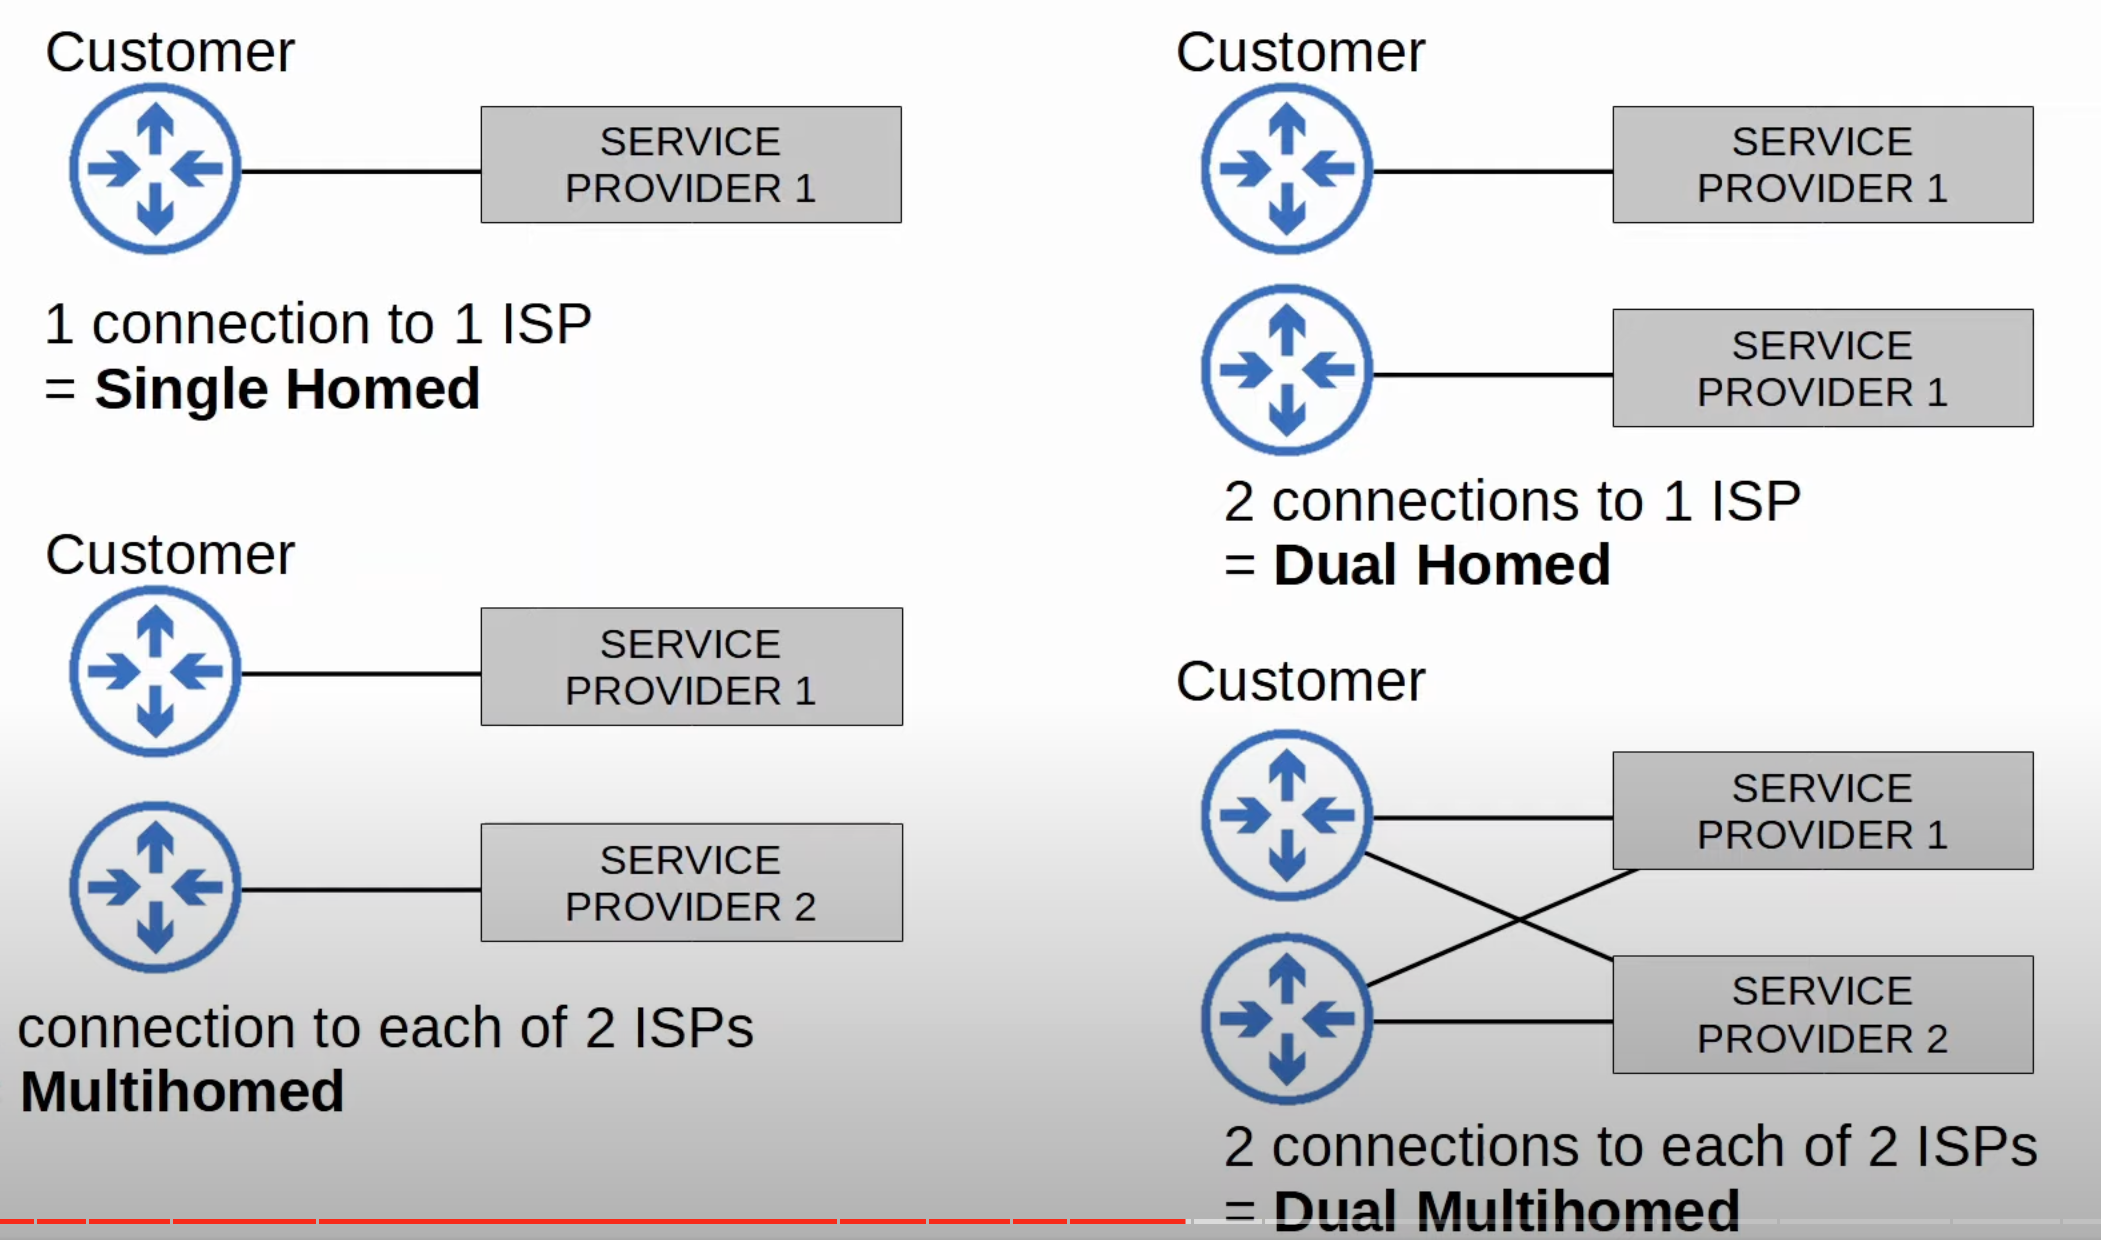 Customer
SERVICE
PROVIDER 1
1 connection to 1 ISP
= Single Homed
Customer
SERVICE
PROVIDER 1
SERVICE
PROVIDER 1
2 connections to 1 ISP
= Dual Homed
Customer
SERVICE
PROVIDER 1
SERVICE
PROVIDER 2
connection to each of 2 ISPs
Multihomed
Customer
SERVICE
PROVIDER 1
SERVICE
PROVIDER 2
2 connections to each of 2 ISPs
= Dual Multihomed